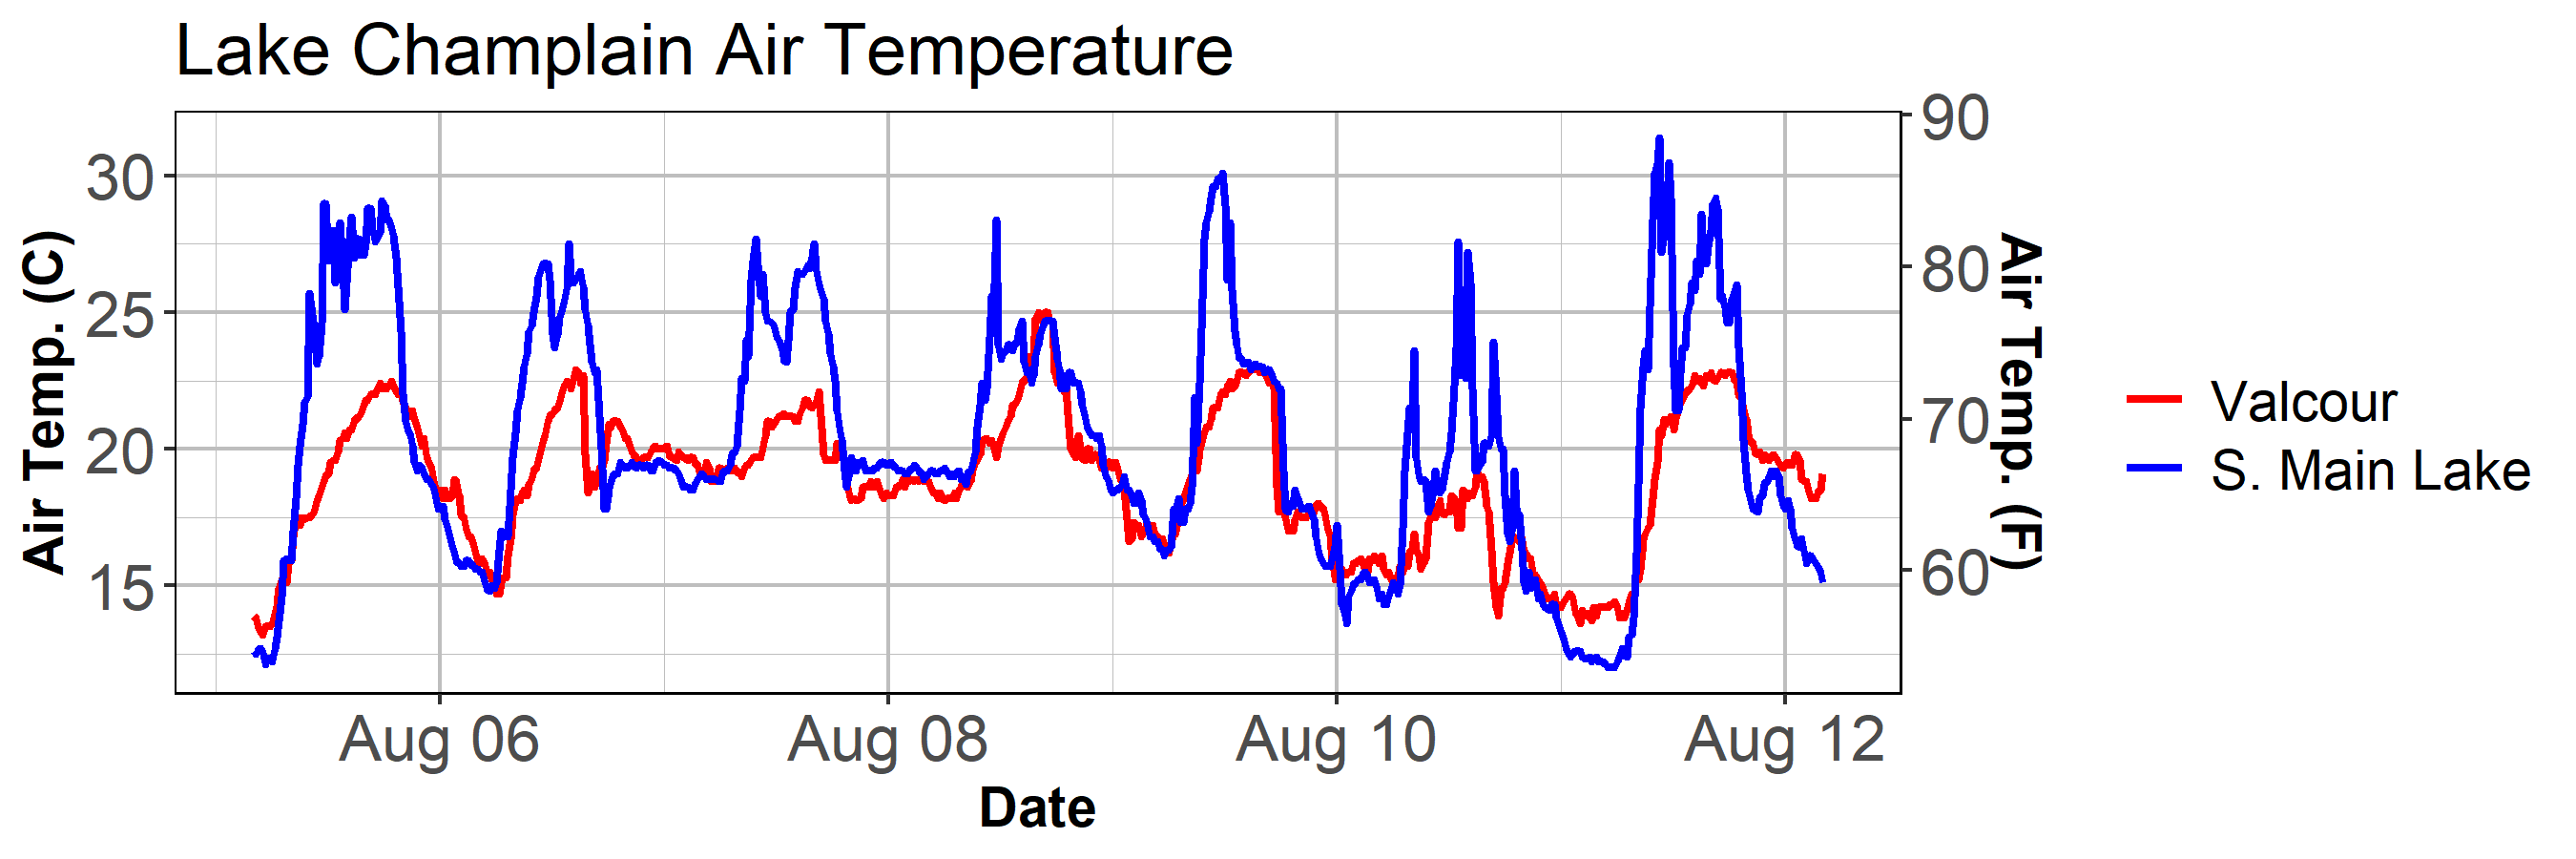 Lake Champlain Air Temperature
Air Temp. (C)
30
25
20
15
90
80
70
60
Air Temp. (F)
Aug 06
Aug 08
Aug 10
Aug 12
Date
Valcour
S. Main Lake